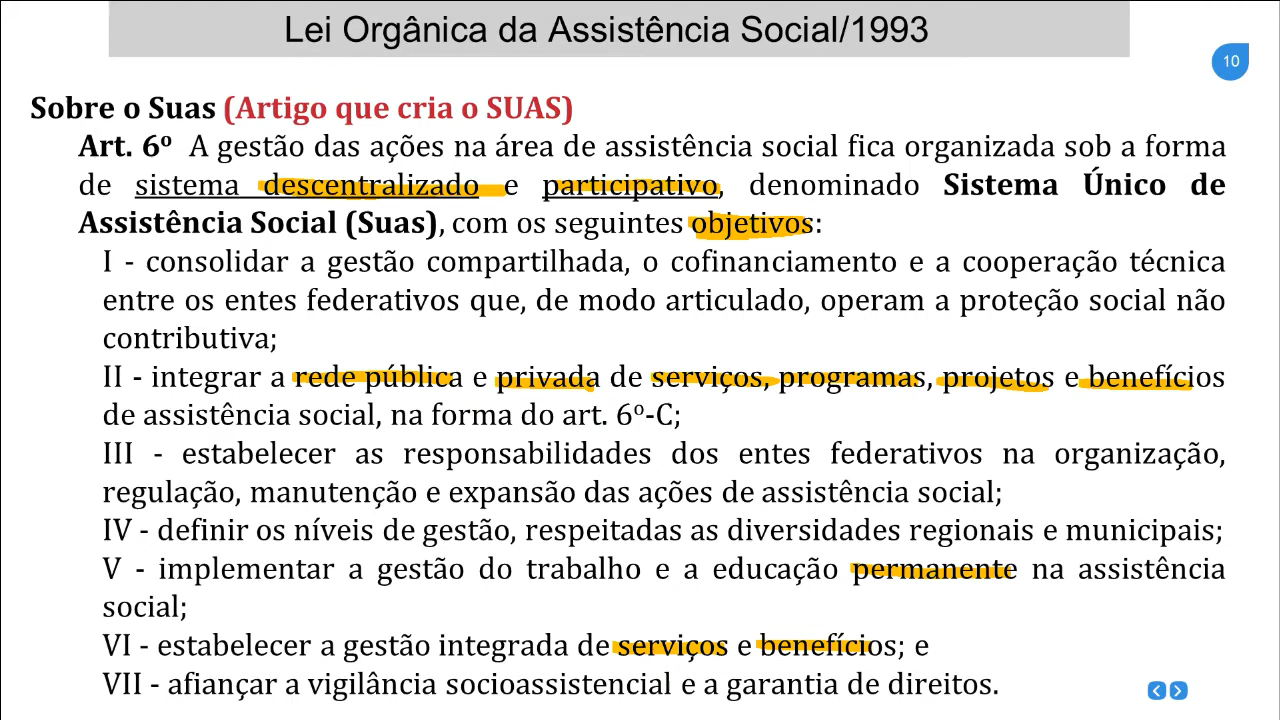 Lei Orgânica da Assistência Social/1993
10
Sobre o Suas (Artigo que cria o SUAS)
Art. 6º A gestão das ações na área de assistência social fica organizada sob a forma
de sistema descentralizado e participativo, denominado Sistema Único de
Assistência Social (Suas), com os seguintes objetivos:
I - consolidar a gestão compartilhada, o cofinanciamento e a cooperação técnica
entre os entes federativos que, de modo articulado, operam a proteção social não
contributiva;
II - integrar a rede pública e privada de serviços, programas, projetos e benefícios
de assistência social, na forma do art. 6º-C;
III - estabelecer as responsabilidades dos entes federativos na organização,
regulação, manutenção e expansão das ações de assistência social;
IV - definir os níveis de gestão, respeitadas as diversidades regionais e municipais;
V - implementar a gestão do trabalho e a educação permanente na assistência
social;
VI - estabelecer a gestão integrada de serviços e benefícios; e
VII - afiançar a vigilância socioassistencial e a garantia de direitos.